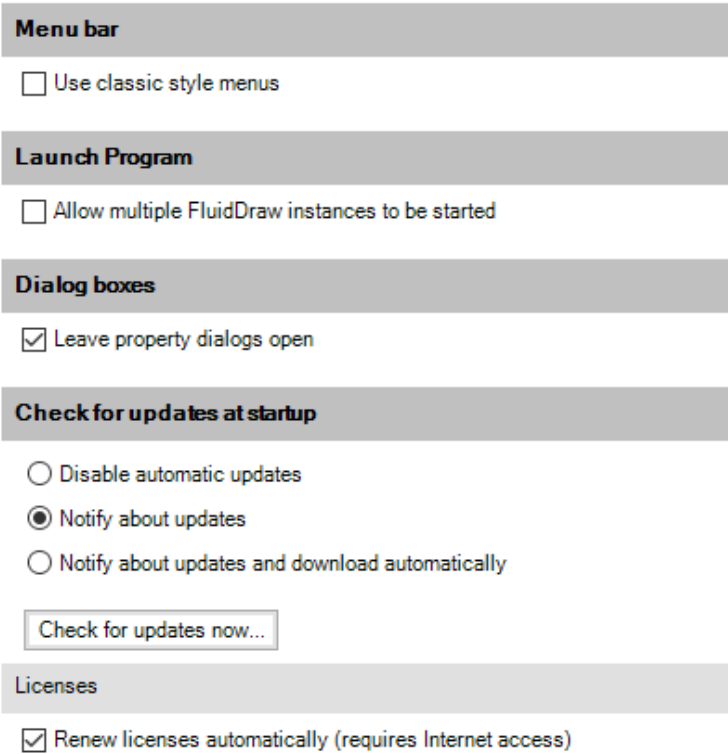 Menu bar
Use classic style menus
Launch Program
Allow multiple FluidDraw instances to be started
Dialog boxes
Leave property dialogs open
Check for updates at startup
Disable automatic updates
Notify about updates
Notify about updates and download automatically
Check for updates now...
Licenses
Renew licenses automatically (requires Internet access)